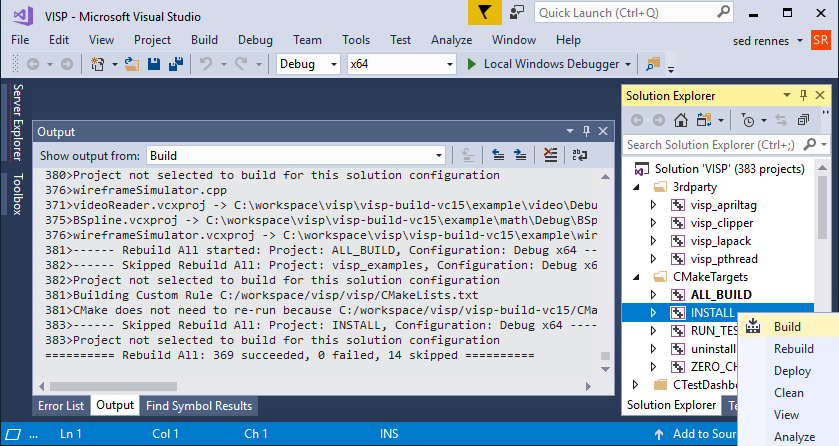 VISP - Microsoft Visual Studio
Quick Launch (Ctrl+Q)
File Edit View Project Build Debug Team Tools Test Analyze Window Help sed rennes SR
Debug x64 Local Windows Debugger
Server Explorer
Toolbox
Output
Show output from: Build
380>Project not selected to build for this solution configuration
376>wireframeSimulator.cpp
371>videoReader.vcxproj -> C:\workspace\visp\visp-build-vc15\example\video\Debu
375>BSpline.vcxproj -> C:\workspace\visp\visp-build-vc15\example\math\Debug\BSp
376>wireframeSimulator.vcxproj -> C:\workspace\visp\visp-build-vc15\example\wir
381>------ Rebuild All started: Project: ALL_BUILD, Configuration: Debug x64 --
382>------ Skipped Rebuild All: Project: visp_examples, Configuration: Debug x6
382>Project not selected to build for this solution configuration
381>Building Custom Rule C:/workspace/visp/visp/CMakeLists.txt
381>CMake does not need to re-run because C:/workspace/visp/visp-build-vc15/CMa
383>------ Skipped Rebuild All: Project: INSTALL, Configuration: Debug x64 ----
383>Project not selected to build for this solution configuration
========== Rebuild All: 369 succeeded, 0 failed, 14 skipped ==========
Error List Output Find Symbol Results
Solution Explorer
Search Solution Explorer (Ctrl+;)
Solution 'VISP' (383 projects)
3rdparty
visp_apriltag
visp_clipper
visp_lapack
visp_pthread
CMakeTargets
ALL_BUILD
INSTALL
RUN_TES
uninstall
ZERO_CH
CTestDashb
Solution Explorer Te
Build
Rebuild
Deploy
Clean
View
Analyze
... Ln 1 Col 1 Ch 1 INS Add to Sour